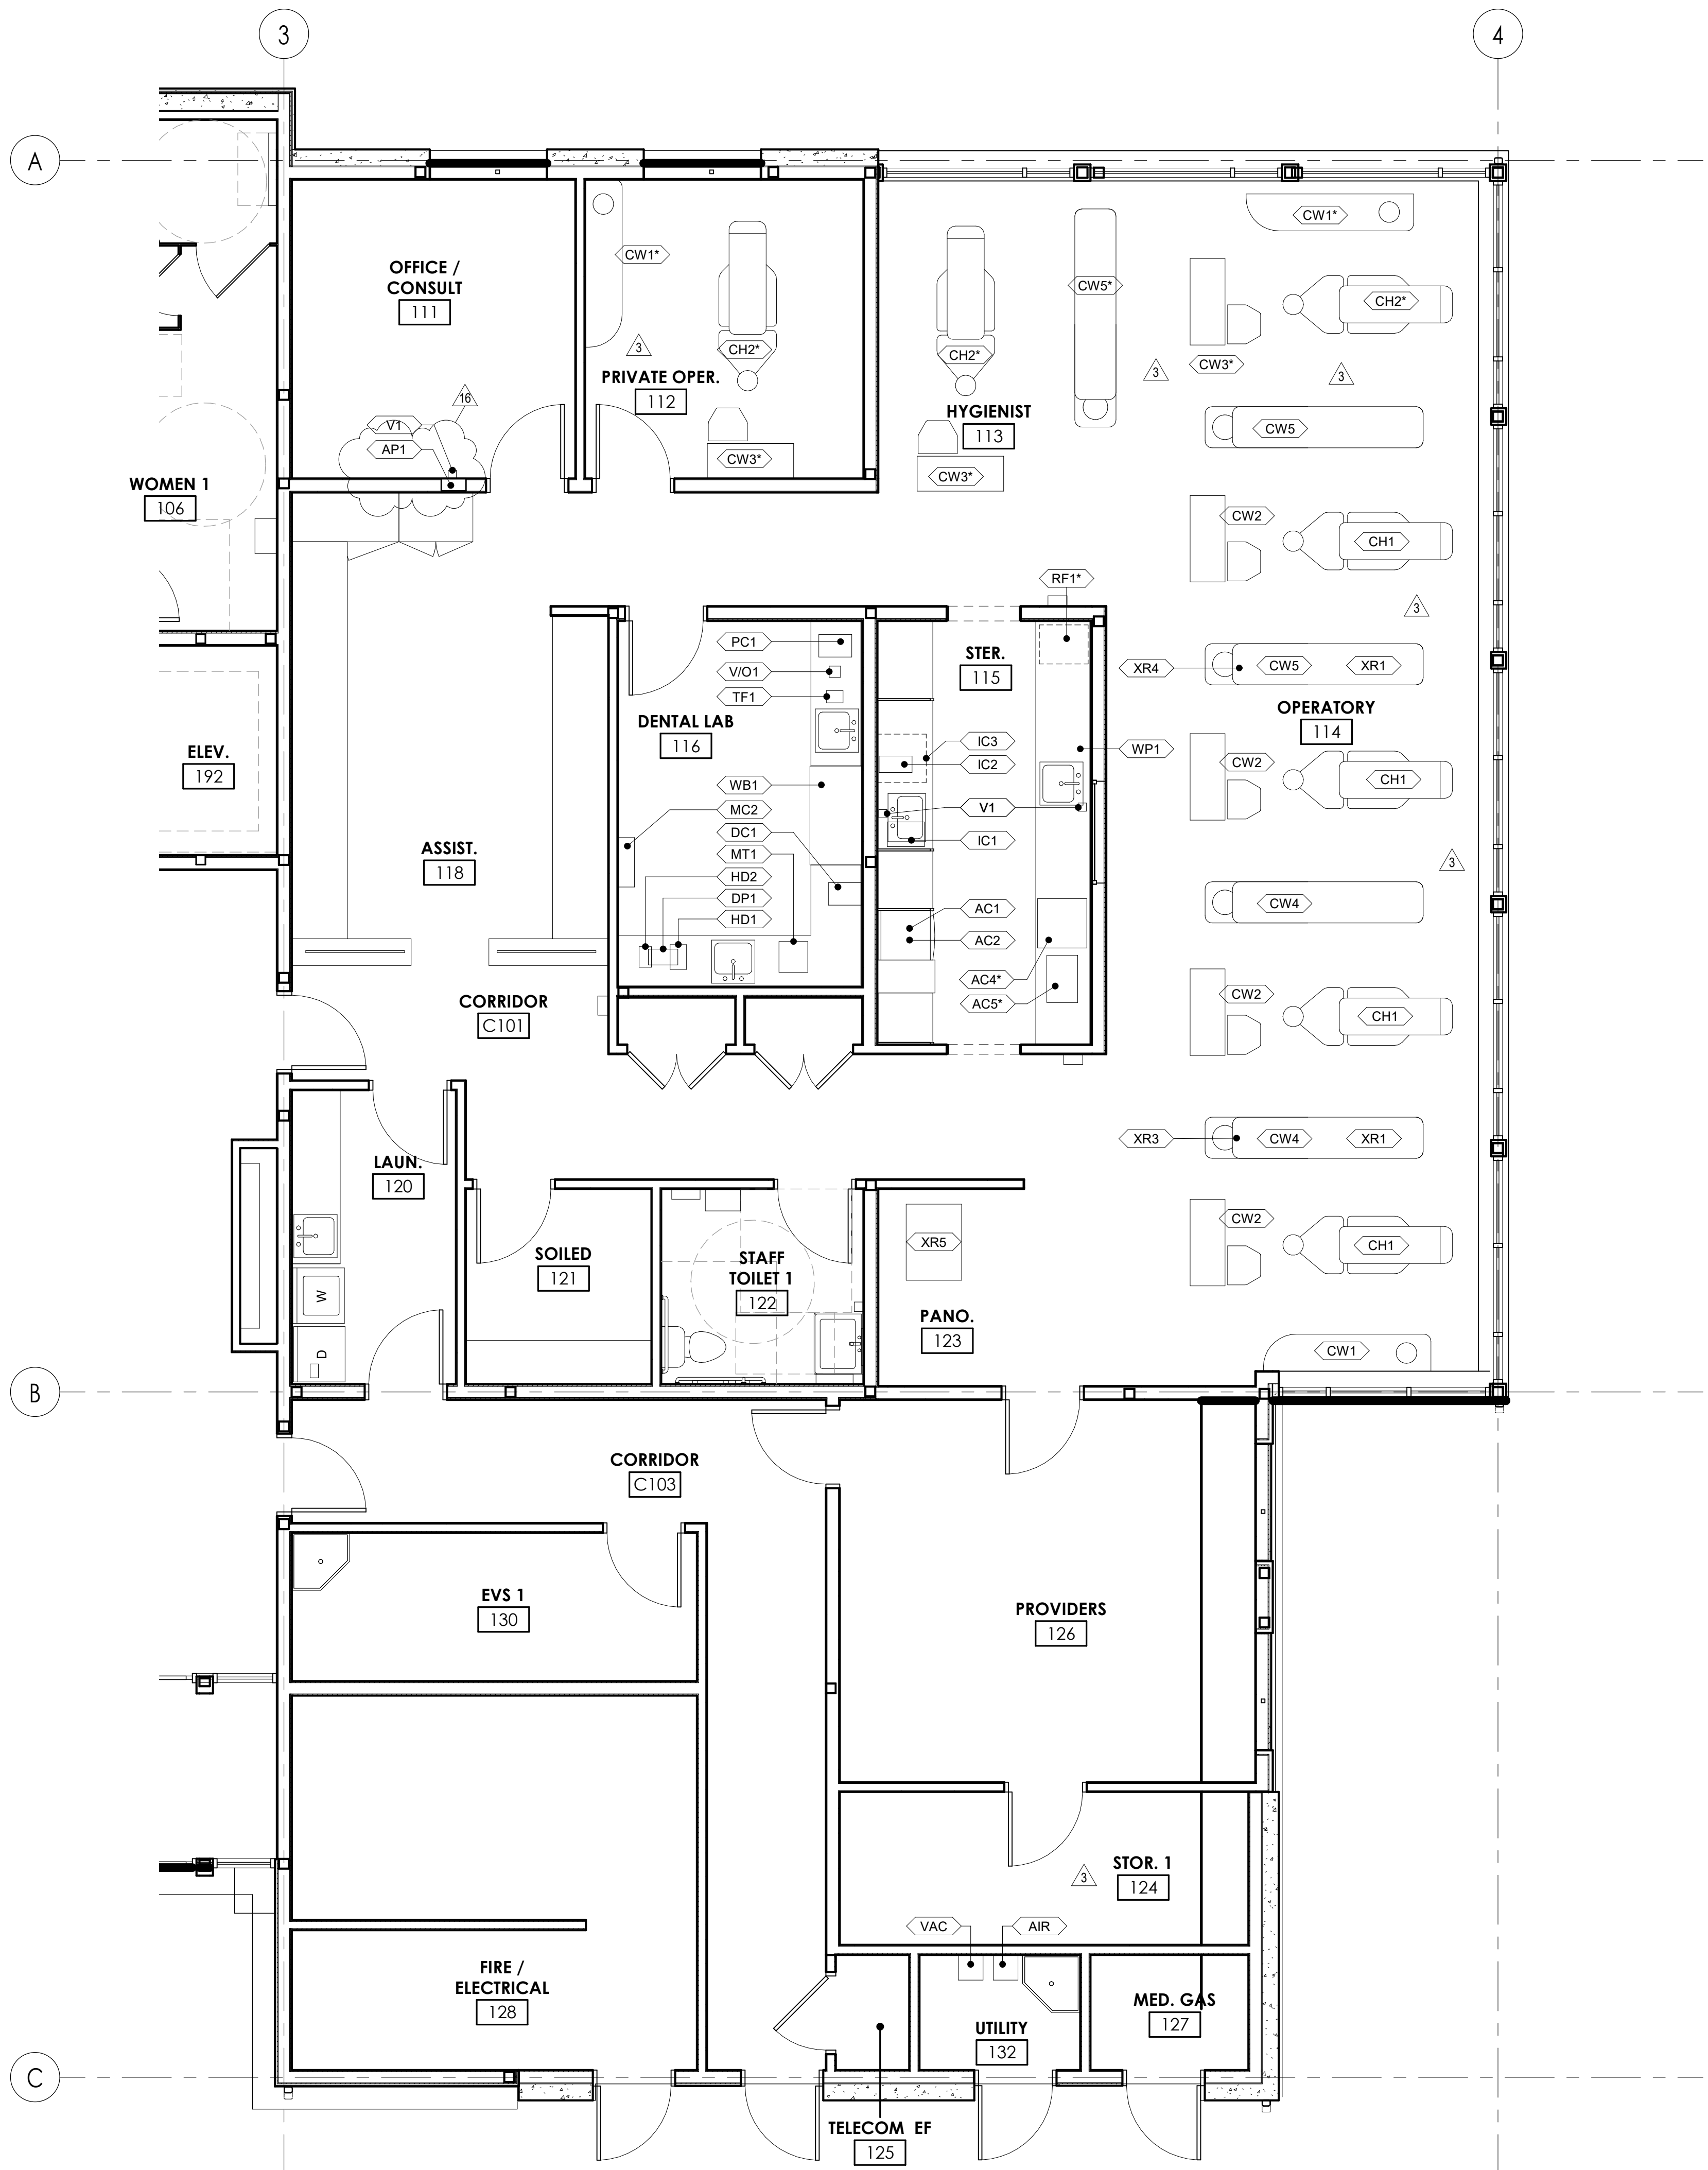 3
4
A
CW1*
OFFICE /
CONSULT
111
CW1*
CW5*
CH2*
3
CH2*
CH2*
3
CW3*
3
PRIVATE OPER.
112
16
V1
AP1
HYGIENIST
113
CW5
CW3*
CW3*
WOMEN 1
106
CW2
CH1
RF1*
3
PC1
V/O1
TF1
STER.
115
XR4
CW5
XR1
DENTAL LAB
116
OPERATORY
114
ELEV.
192
IC3
IC2
WP1
CW2
CH1
WB1
MC2
DC1
MT1
HD2
DP1
HD1
V1
IC1
ASSIST.
118
3
AC1
AC2
CW4
AC4*
AC5*
CORRIDOR
C101
CW2
CH1
XR3
CW4
XR1
LAUN.
120
CW2
CH1
XR5
SOILED
121
STAFF
TOILET 1
122
W
D
PANO.
123
CW1
B
CORRIDOR
C103
EVS 1
130
PROVIDERS
126
3
STOR. 1
124
VAC
AIR
FIRE /
ELECTRICAL
128
MED. GAS
127
UTILITY
132
C
TELECOM EF
125